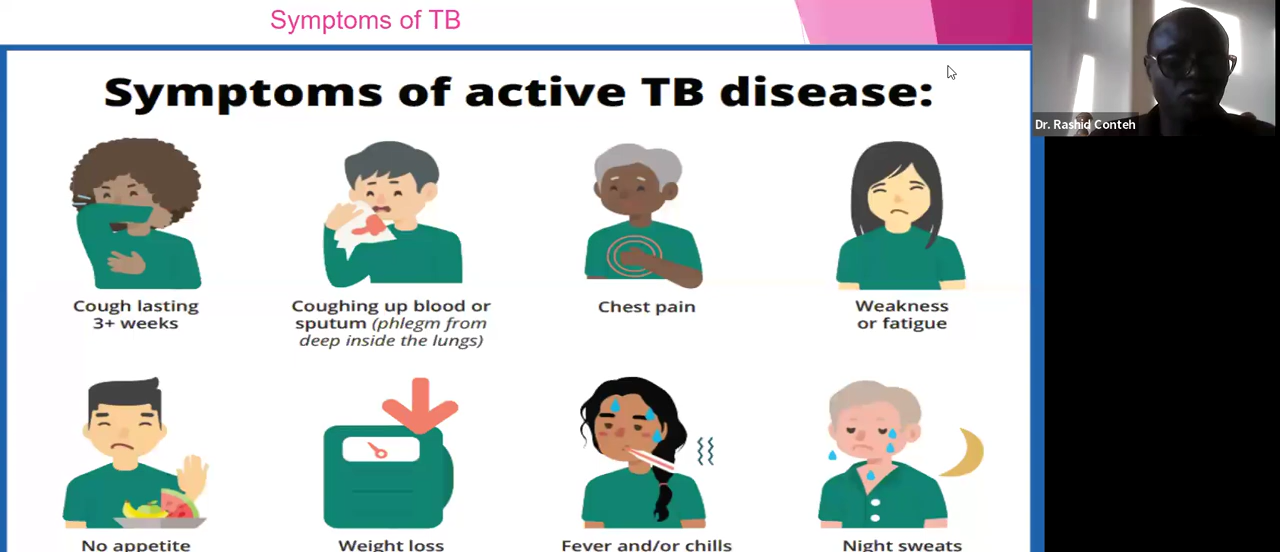 Symptoms of TB
Symptoms of active TB disease:
Dr. Rashid Conteh
Cough lasting
3+ weeks
Coughing up blood or
sputum (phlegm from
deep inside the lungs)
Chest pain
Weakness
or fatigue
No appetite
Weight loss
Fever and/or chills
Night sweats